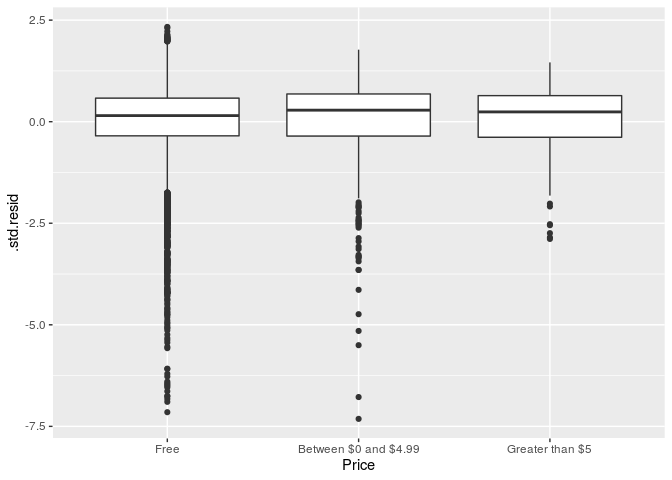 2.5
0.0
-2.5
-5.0
-7.5
.std.resid
Free
Between $0 and $4.99
Greater than $5
Price